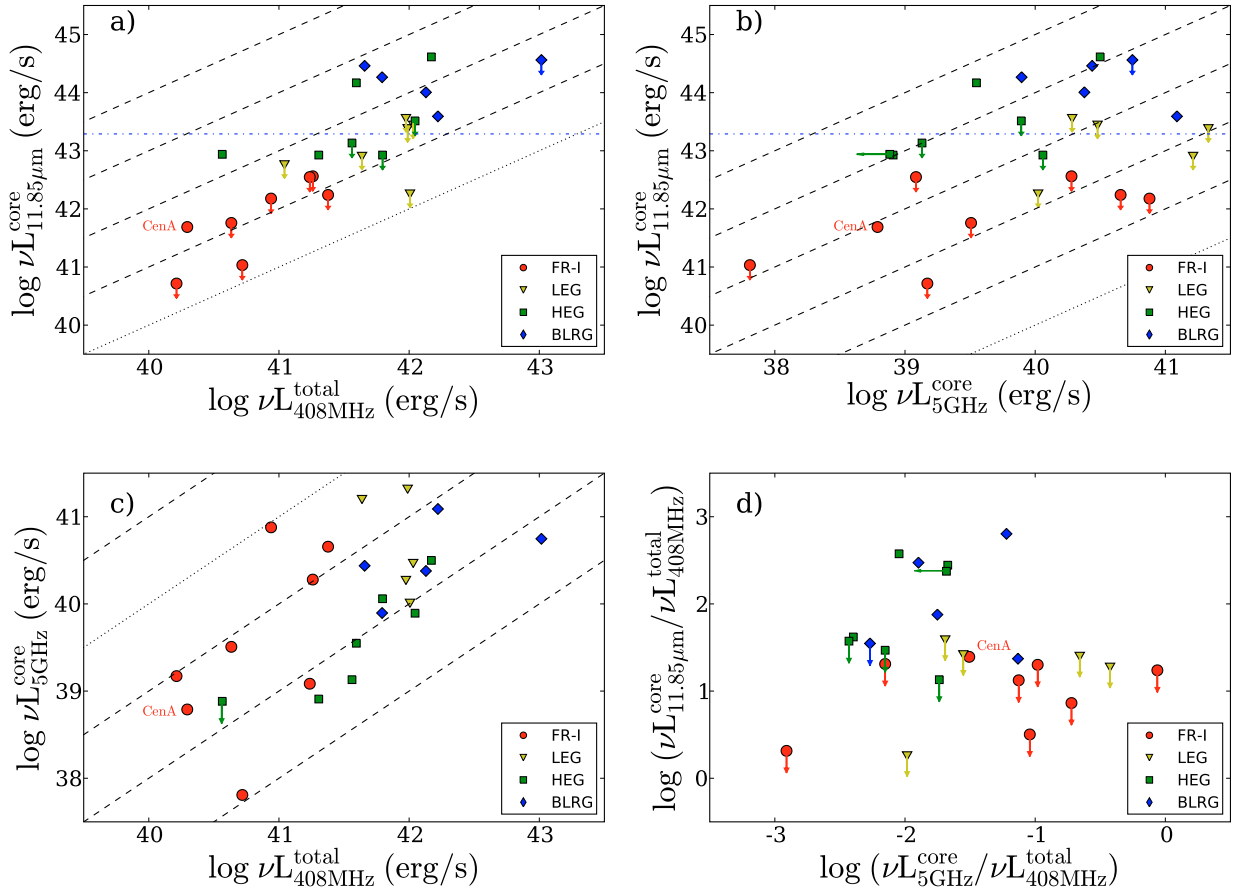 a)
log νL^core_11.85μm (erg/s)
45
44
43
42
41
40
CenA
FR-I
LEG
HEG
BLRG
40 41 42 43
log νL^total_408MHz (erg/s)
b)
log νL^core_11.85μm (erg/s)
45
44
43
42
41
40
CenA
FR-I
LEG
HEG
BLRG
38 39 40 41
log νL^core_5GHz (erg/s)
c)
log νL^core_5GHz (erg/s)
41
40
39
38
CenA
FR-I
LEG
HEG
BLRG
40 41 42 43
log νL^total_408MHz (erg/s)
d)
log (νL^core_11.85μm/νL^total_408MHz)
3
2
1
0
CenA
FR-I
LEG
HEG
BLRG
-3 -2 -1 0
log (νL^core_5GHz/νL^total_408MHz)